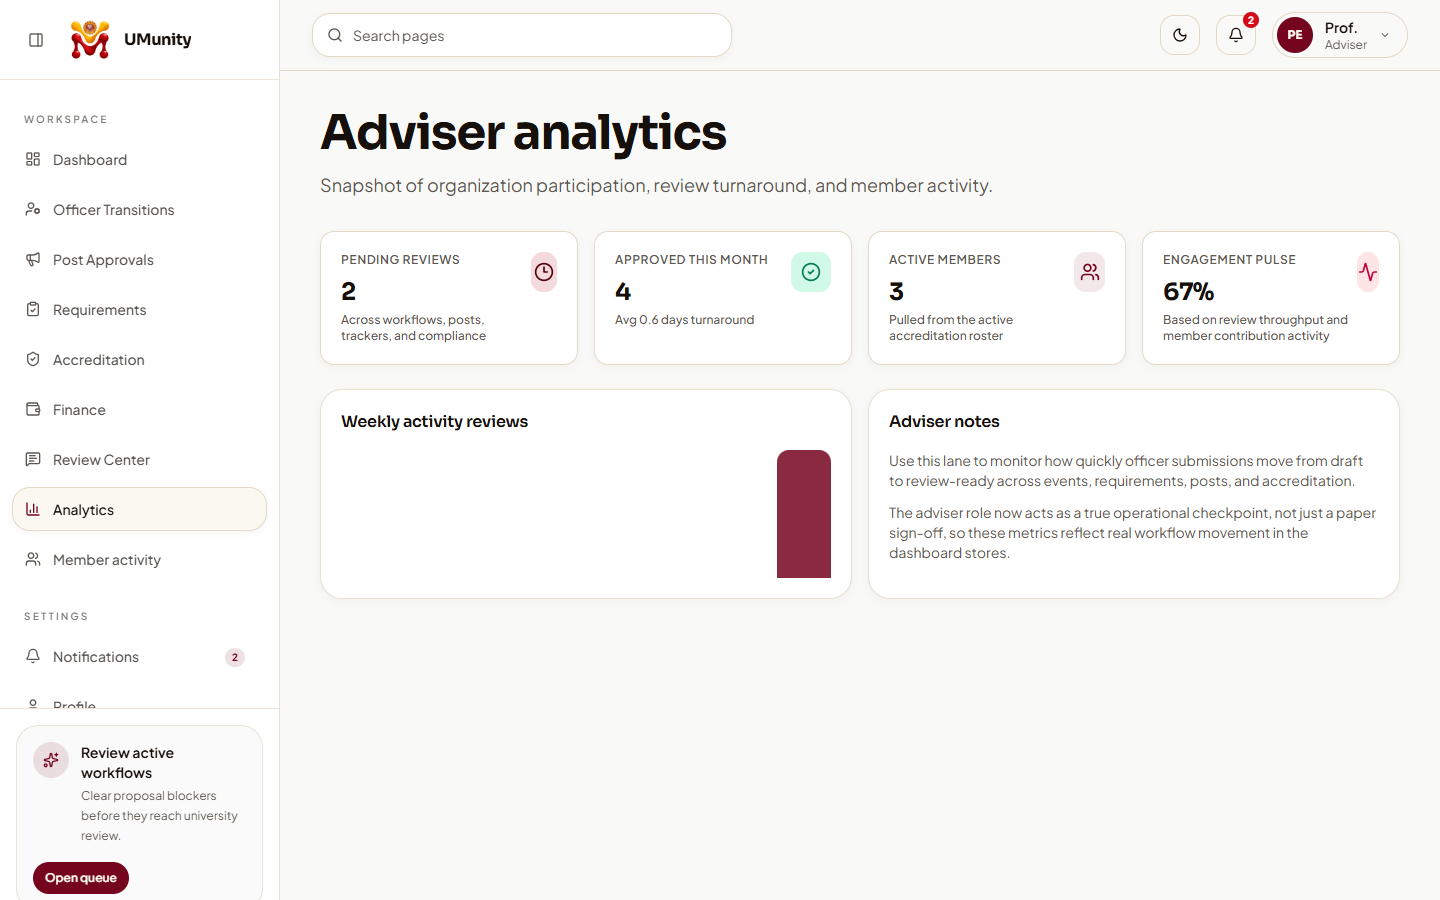 UMunity
Search pages
2
PE
Prof.
Adviser
WORKSPACE
Dashboard
Officer Transitions
Post Approvals
Requirements
Accreditation
Finance
Review Center
Analytics
Member activity
SETTINGS
Notifications
2
Profile
Review active
workflows
Clear proposal blockers
before they reach university
review.
Open queue
Adviser analytics
Snapshot of organization participation, review turnaround, and member activity.
PENDING REVIEWS
2
Across workflows, posts,
trackers, and compliance
APPROVED THIS MONTH
4
Avg 0.6 days turnaround
ACTIVE MEMBERS
3
Pulled from the active
accreditation roster
ENGAGEMENT PULSE
67%
Based on review throughput and
member contribution activity
Weekly activity reviews
Adviser notes
Use this lane to monitor how quickly officer submissions move from draft
to review-ready across events, requirements, posts, and accreditation.
The adviser role now acts as a true operational checkpoint, not just a paper
sign-off, so these metrics reflect real workflow movement in the
dashboard stores.